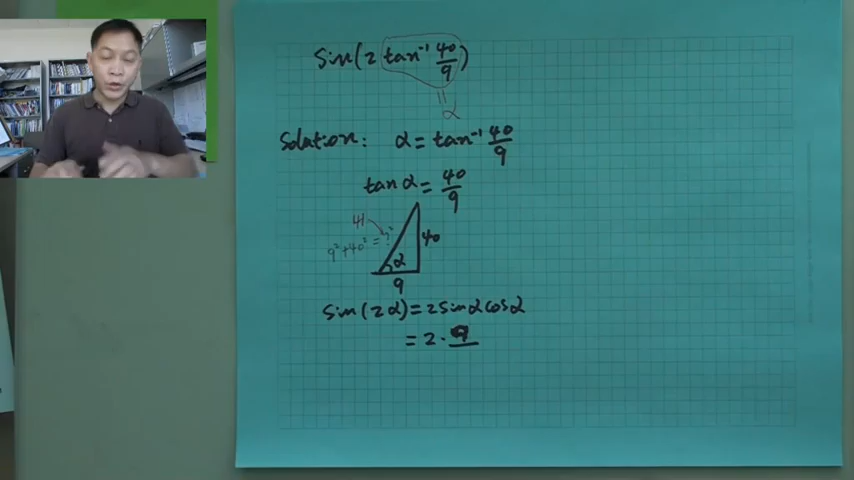 Sin(2 tan⁻¹ 40/9)
= α
Solution: α = tan⁻¹ 40/9
tan α = 40/9
41
9² + 40² = ?²
40
α
9
Sin(2α) = 2 Sin α cos α
= 2 · 9